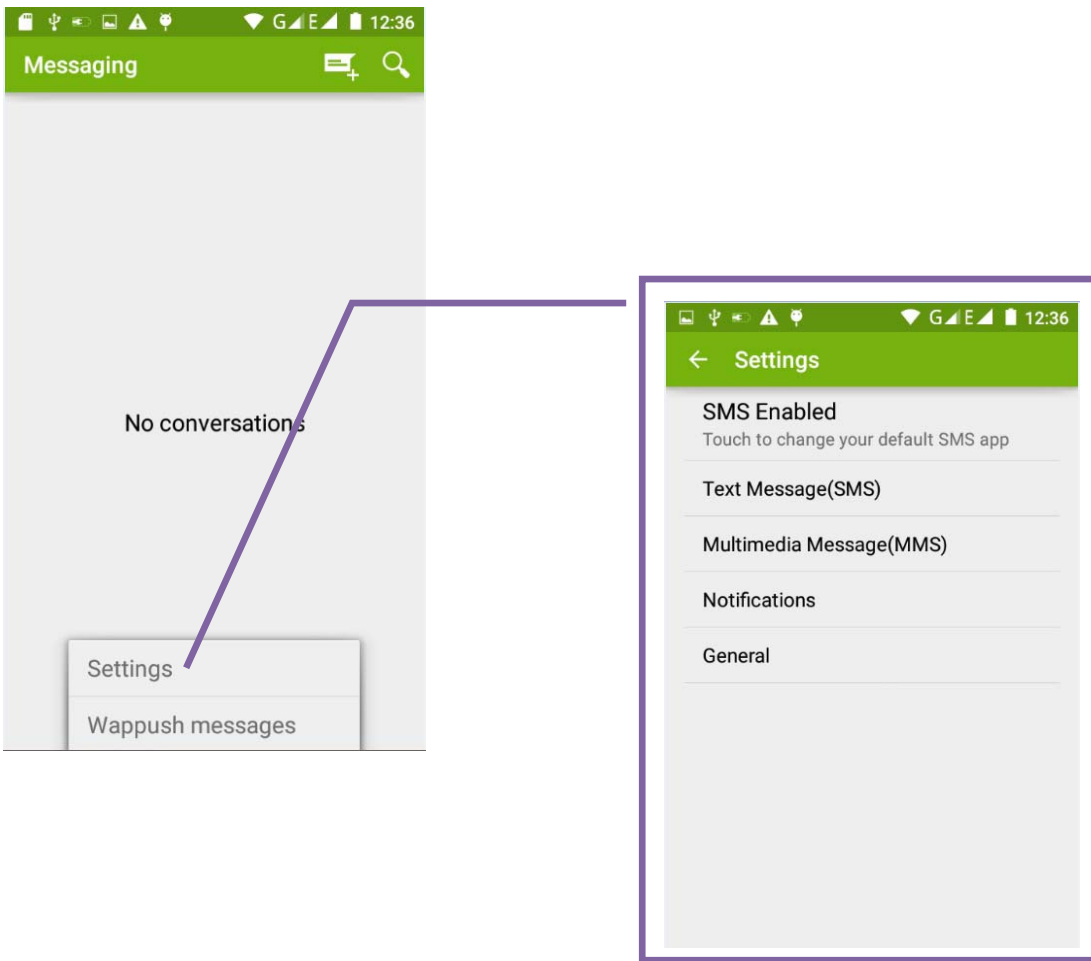 G E 12:36
Messaging
No conversations
Settings
Wappush messages
G E 12:36
Settings
SMS Enabled
Touch to change your default SMS app
Text Message(SMS)
Multimedia Message(MMS)
Notifications
General